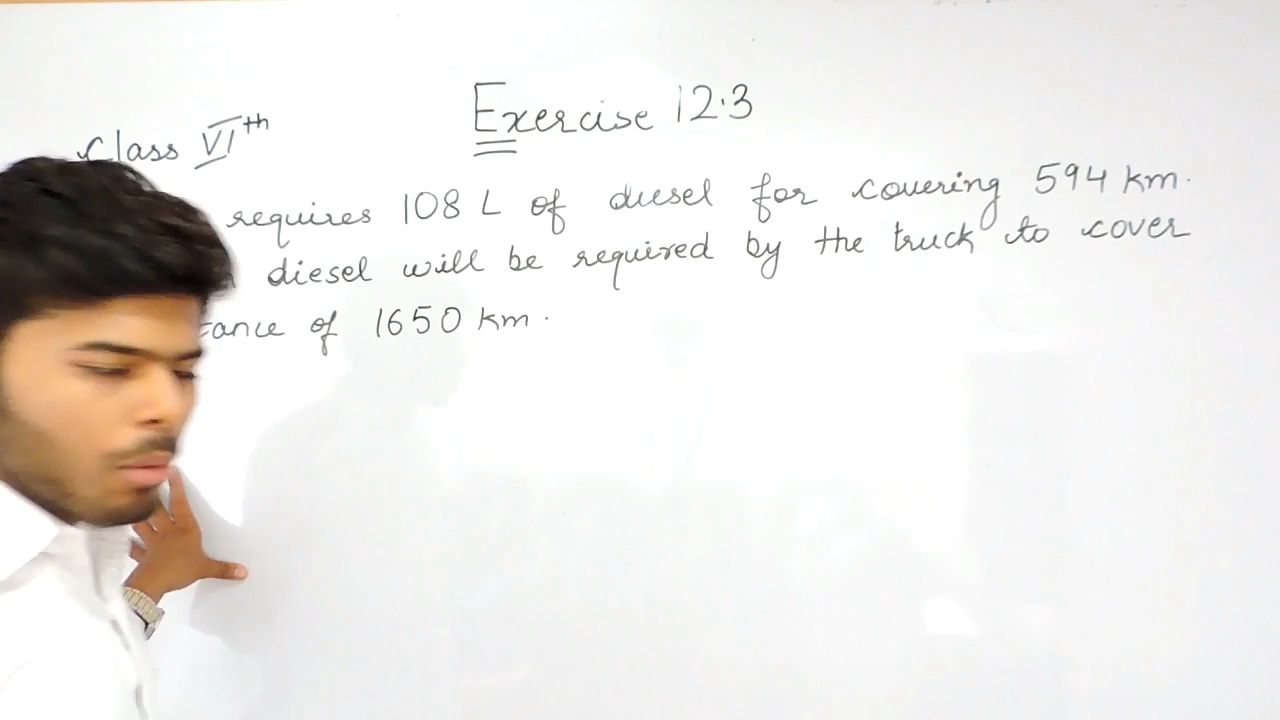 Exercise 12.3
Class VIth
requires 108 L of diesel for covering 594 km.
diesel will be required by the truck to cover
tance of 1650 km.